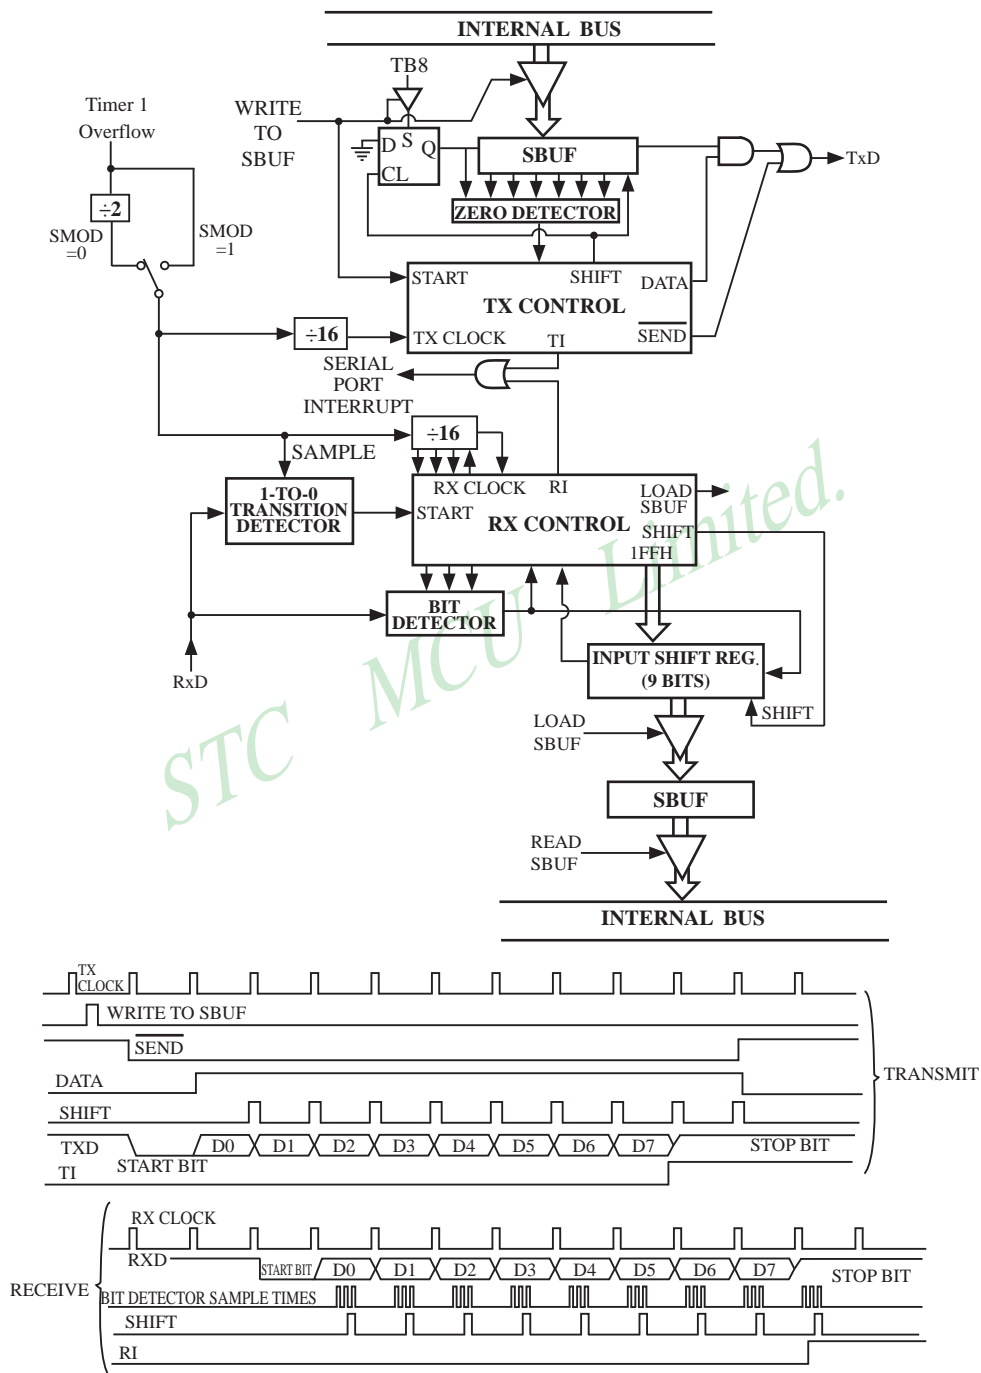 INTERNAL BUS
TB8
Timer 1
Overflow
WRITE
TO
SBUF
D
S
Q
CL
SBUF
TxD
÷2
ZERO DETECTOR
SMOD
=0
SMOD
=1
START
SHIFT
DATA
TX CONTROL
÷16
TX CLOCK
TI
SEND
SERIAL
PORT
INTERRUPT
÷16
SAMPLE
1-TO-0
TRANSITION
DETECTOR
RX CLOCK
RI
LOAD
SBUF
START
RX CONTROL
SHIFT
1FFH
BIT
DETECTOR
RxD
INPUT SHIFT REG.
(9 BITS)
SHIFT
LOAD
SBUF
SBUF
READ
SBUF
INTERNAL BUS
STC MCU Limited.
TX
CLOCK
WRITE TO SBUF
SEND
DATA
TRANSMIT
SHIFT
TXD
START BIT
D0 D1 D2 D3 D4 D5 D6 D7
STOP BIT
TI
RX CLOCK
RXD
START BIT
D0 D1 D2 D3 D4 D5 D6 D7
STOP BIT
RECEIVE
BIT DETECTOR SAMPLE TIMES
SHIFT
RI